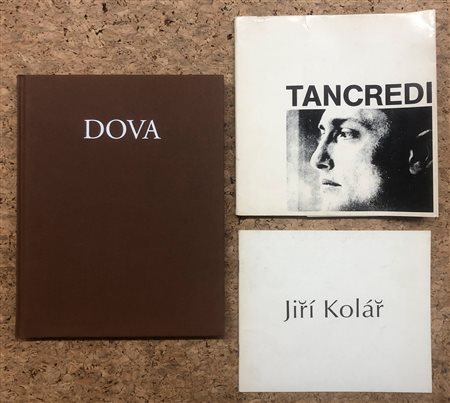 DOVA
TANCREDI
Jiří Kolář